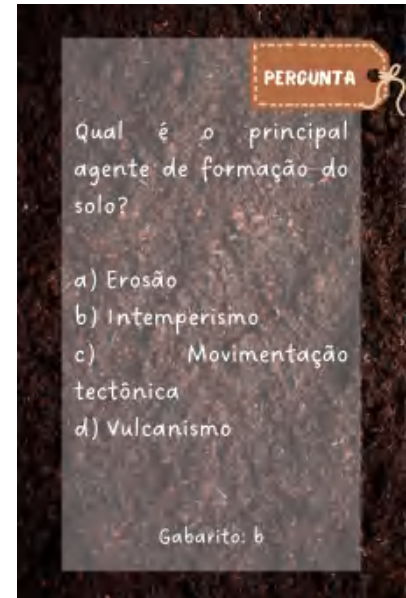 PERGUNTA
Qual é o principal
agente de formação do
solo?
a) Erosão
b) Intemperismo
c) Movimentação
tectônica
d) Vulcanismo
Gabarito: b